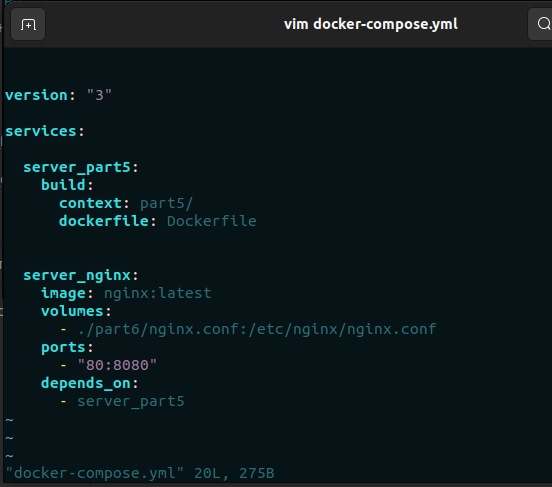 vim docker-compose.yml
version: "3"
services:
  server_part5:
    build:
      context: part5/
      dockerfile: Dockerfile
  server_nginx:
    image: nginx:latest
    volumes:
      - ./part6/nginx.conf:/etc/nginx/nginx.conf
    ports:
      - "80:8080"
    depends_on:
      - server_part5
~
~
~
"docker-compose.yml" 20L, 275B